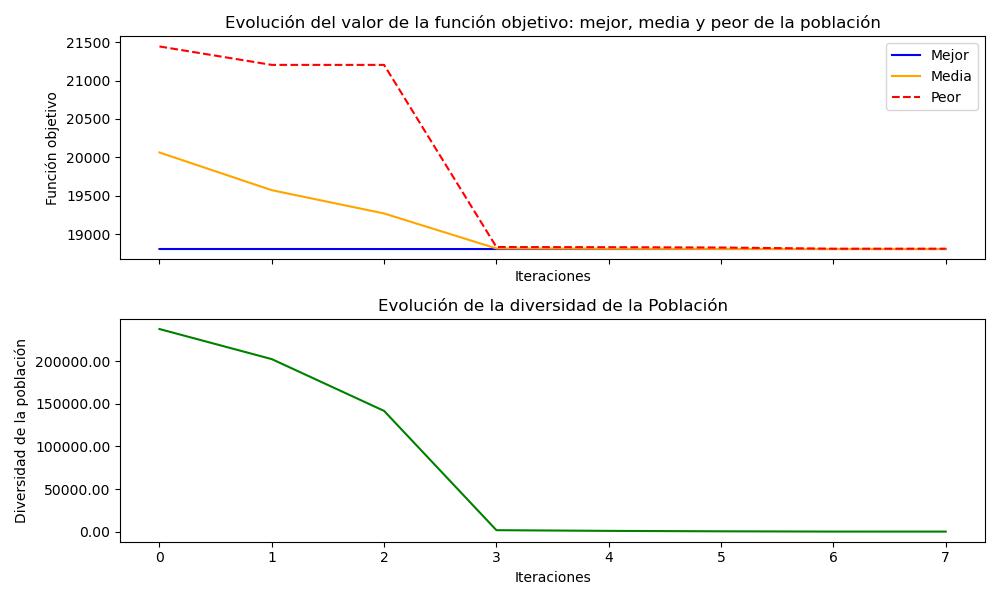 Evolución del valor de la función objetivo: mejor, media y peor de la población
21500
21000
20500
20000
19500
19000
Función objetivo
Mejor
Media
Peor
Iteraciones
Evolución de la diversidad de la Población
200000.00
150000.00
100000.00
50000.00
0.00
Diversidad de la población
0 1 2 3 4 5 6 7
Iteraciones